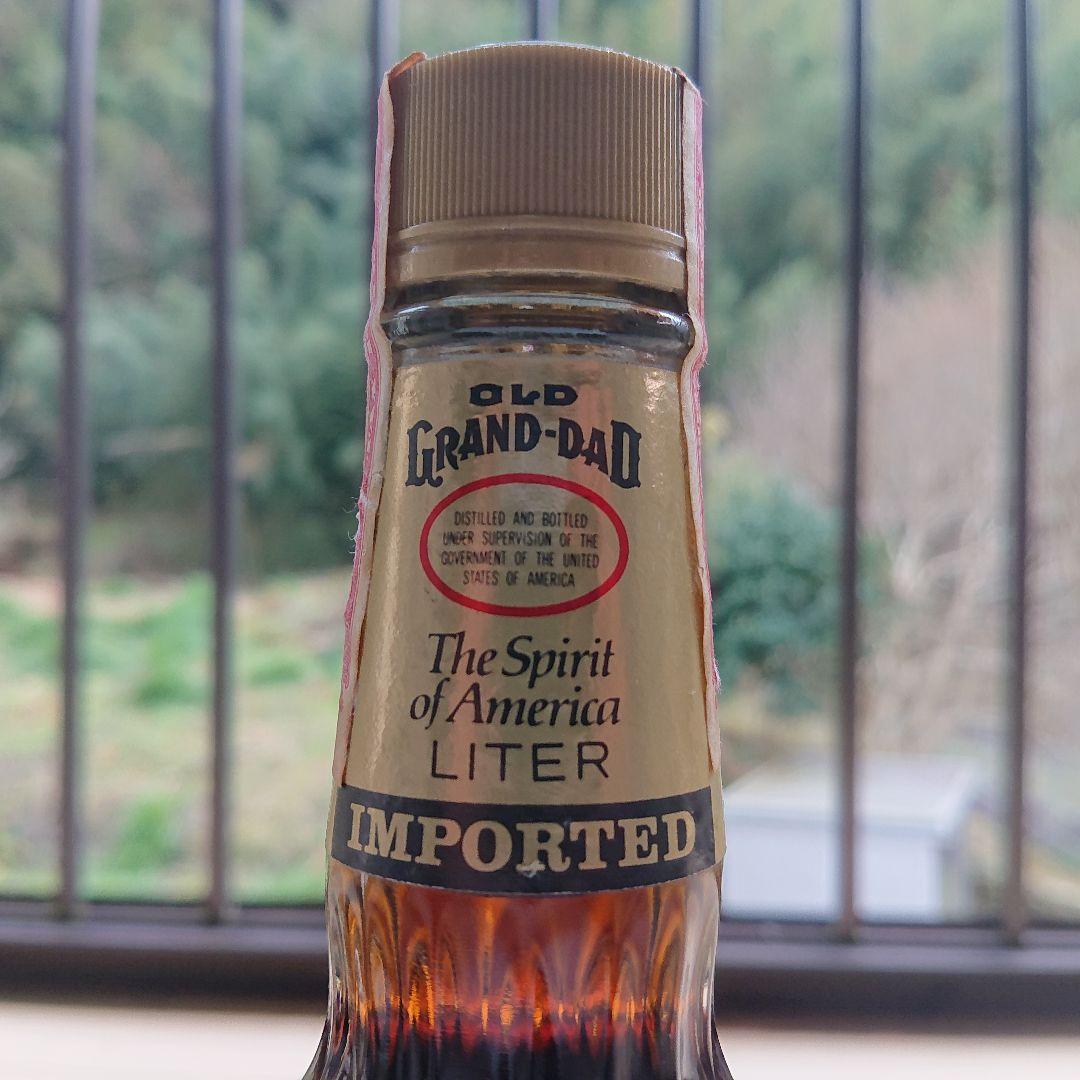 OLD
GRAND-DAD
DISTILLED AND BOTTLED
UNDER SUPERVISION OF THE
GOVERNMENT OF THE UNITED
STATES OF AMERICA
The Spirit
of America
LITER
IMPORTED